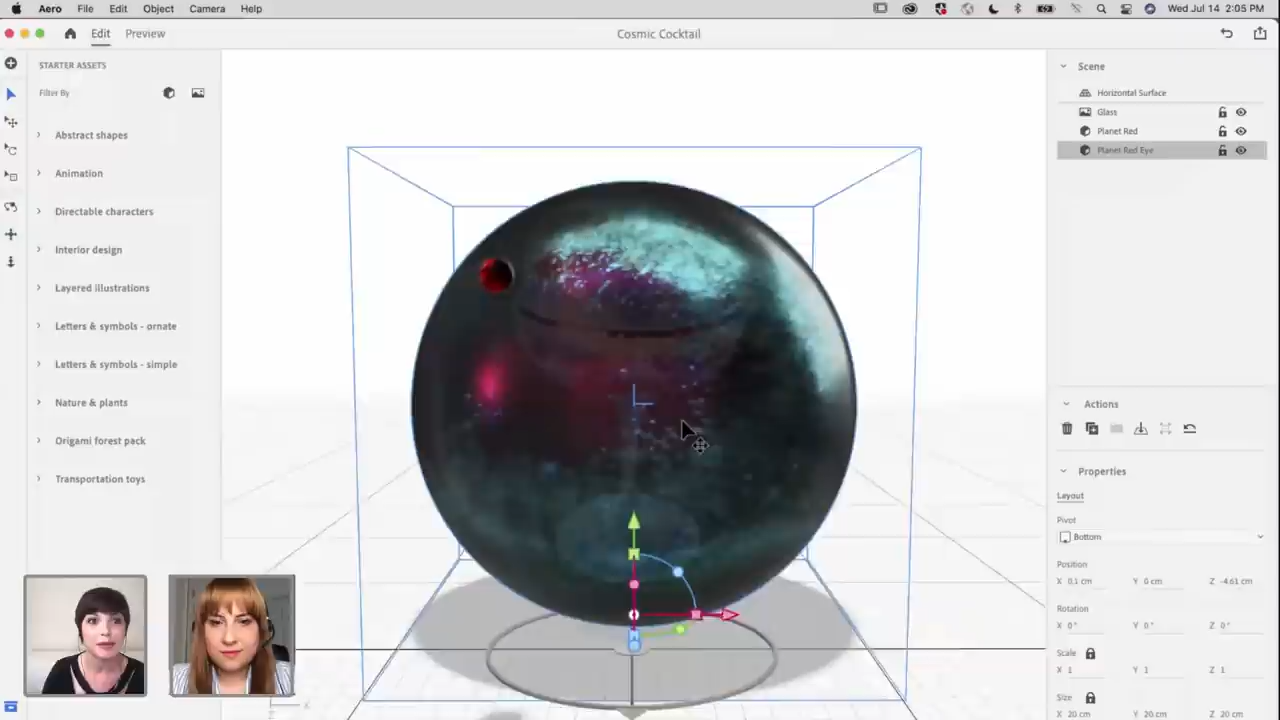 Aero File Edit Object Camera Help
Wed Jul 14 2:05 PM
Edit Preview
Cosmic Cocktail
STARTER ASSETS
Filter By
Abstract shapes
Animation
Directable characters
Interior design
Layered illustrations
Letters & symbols - ornate
Letters & symbols - simple
Nature & plants
Origami forest pack
Transportation toys
Scene
Horizontal Surface
Glass
Planet Red
Planet Red Eye
Actions
Properties
Layout
Pivot
Bottom
Position
X 0.1 cm Y 0 cm Z -4.61 cm
Rotation
X 0° Y 0° Z 0°
Scale
X 1 Y 1 Z 1
Size
X 20 cm Y 20 cm Z 20 cm